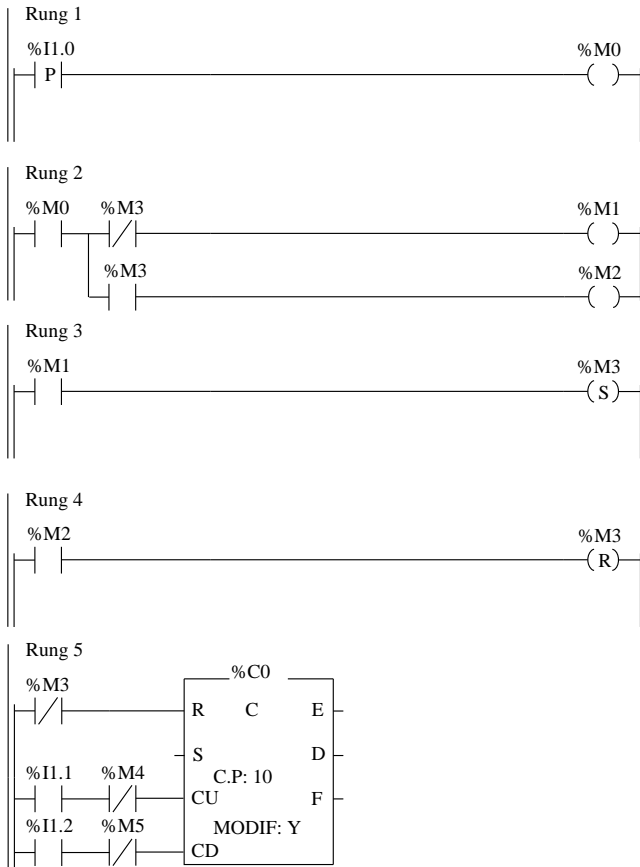 Rung 1
%I1.0 %M0
P
Rung 2
%M0 %M3 %M1
%M3 %M2
Rung 3
%M1 %M3
S
Rung 4
%M2 %M3
R
Rung 5
%M3 %C0
R C E
S D
%I1.1 %M4 C.P: 10
CU F
%I1.2 %M5 MODIF: Y
CD